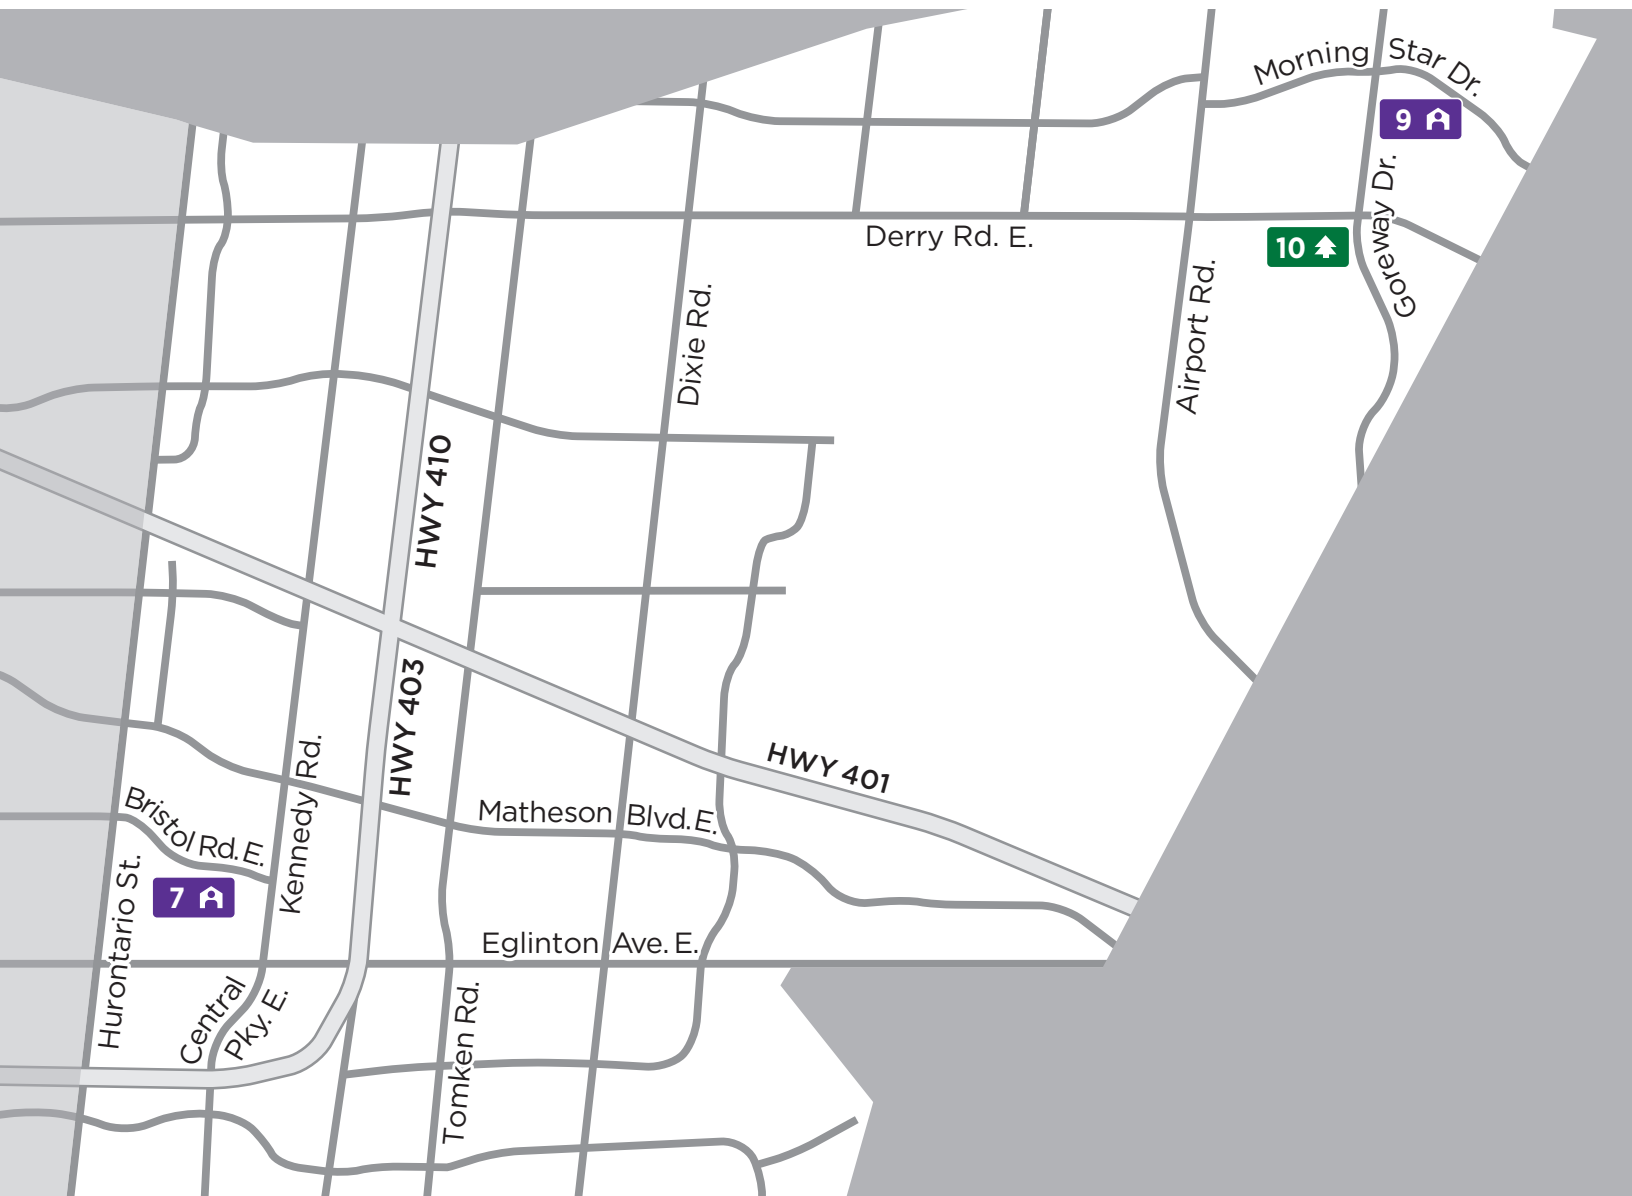 Morning Star Dr.
9
Goreway Dr.
Derry Rd. E.
10
Dixie Rd.
Airport Rd.
HWY 410
HWY 403
HWY 401
Kennedy Rd.
Matheson Blvd. E.
Bristol Rd. E.
7
Hurontario St.
Eglinton Ave. E.
Central
Pky. E.
Tomken Rd.